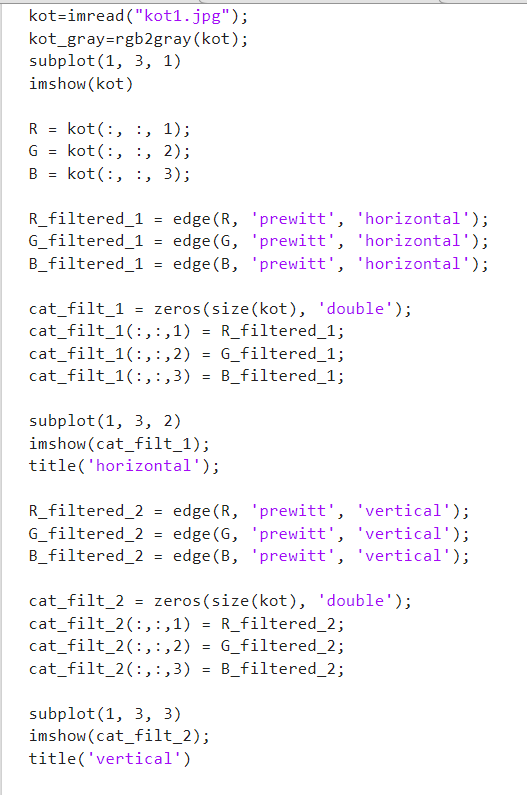 kot=imread("kot1.jpg");
kot_gray=rgb2gray(kot);
subplot(1, 3, 1)
imshow(kot)
R = kot(:, :, 1);
G = kot(:, :, 2);
B = kot(:, :, 3);
R_filtered_1 = edge(R, 'prewitt', 'horizontal');
G_filtered_1 = edge(G, 'prewitt', 'horizontal');
B_filtered_1 = edge(B, 'prewitt', 'horizontal');
cat_filt_1 = zeros(size(kot), 'double');
cat_filt_1(:,:,1) = R_filtered_1;
cat_filt_1(:,:,2) = G_filtered_1;
cat_filt_1(:,:,3) = B_filtered_1;
subplot(1, 3, 2)
imshow(cat_filt_1);
title('horizontal');
R_filtered_2 = edge(R, 'prewitt', 'vertical');
G_filtered_2 = edge(G, 'prewitt', 'vertical');
B_filtered_2 = edge(B, 'prewitt', 'vertical');
cat_filt_2 = zeros(size(kot), 'double');
cat_filt_2(:,:,1) = R_filtered_2;
cat_filt_2(:,:,2) = G_filtered_2;
cat_filt_2(:,:,3) = B_filtered_2;
subplot(1, 3, 3)
imshow(cat_filt_2);
title('vertical')